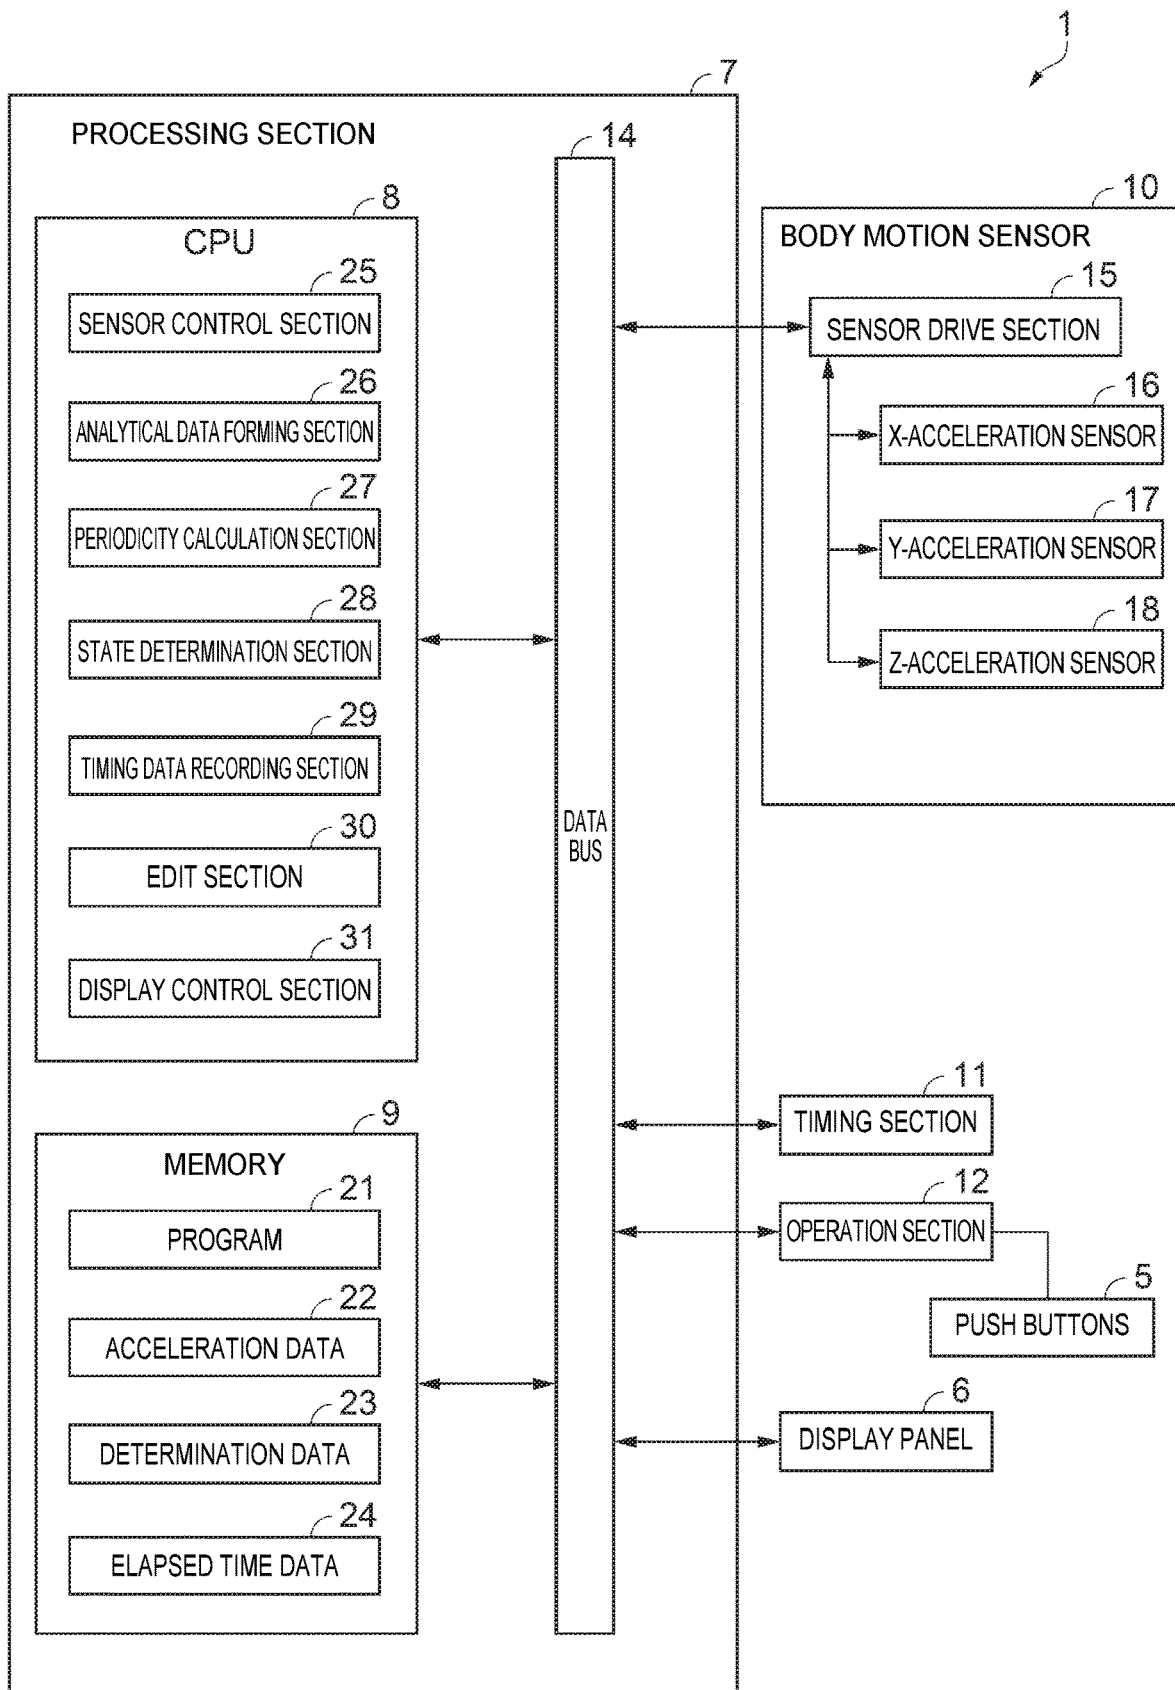 1
7
PROCESSING SECTION
14
8
CPU
25
SENSOR CONTROL SECTION
26
ANALYTICAL DATA FORMING SECTION
27
PERIODICITY CALCULATION SECTION
28
STATE DETERMINATION SECTION
29
TIMING DATA RECORDING SECTION
30
EDIT SECTION
31
DISPLAY CONTROL SECTION
9
MEMORY
21
PROGRAM
22
ACCELERATION DATA
23
DETERMINATION DATA
24
ELAPSED TIME DATA
DATA
BUS
10
BODY MOTION SENSOR
15
SENSOR DRIVE SECTION
16
X-ACCELERATION SENSOR
17
Y-ACCELERATION SENSOR
18
Z-ACCELERATION SENSOR
11
TIMING SECTION
12
OPERATION SECTION
5
PUSH BUTTONS
6
DISPLAY PANEL